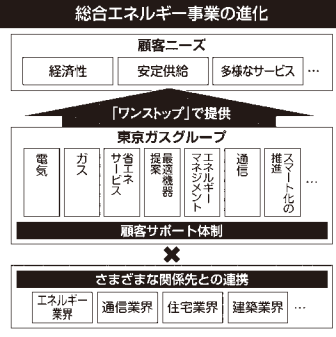 総合エネルギー事業の進化
顧客ニーズ
経済性
安定供給
多様なサービス
…
「ワンストップ」で提供
東京ガスグループ
電気
ガス
省エネ
サービス
最適機器
提案
エネルギー
マネジメント
通信
スマート化の
推進
…
顧客サポート体制
×
さまざまな関係先との連携
エネルギー
業界
通信業界
住宅業界
建築業界
…